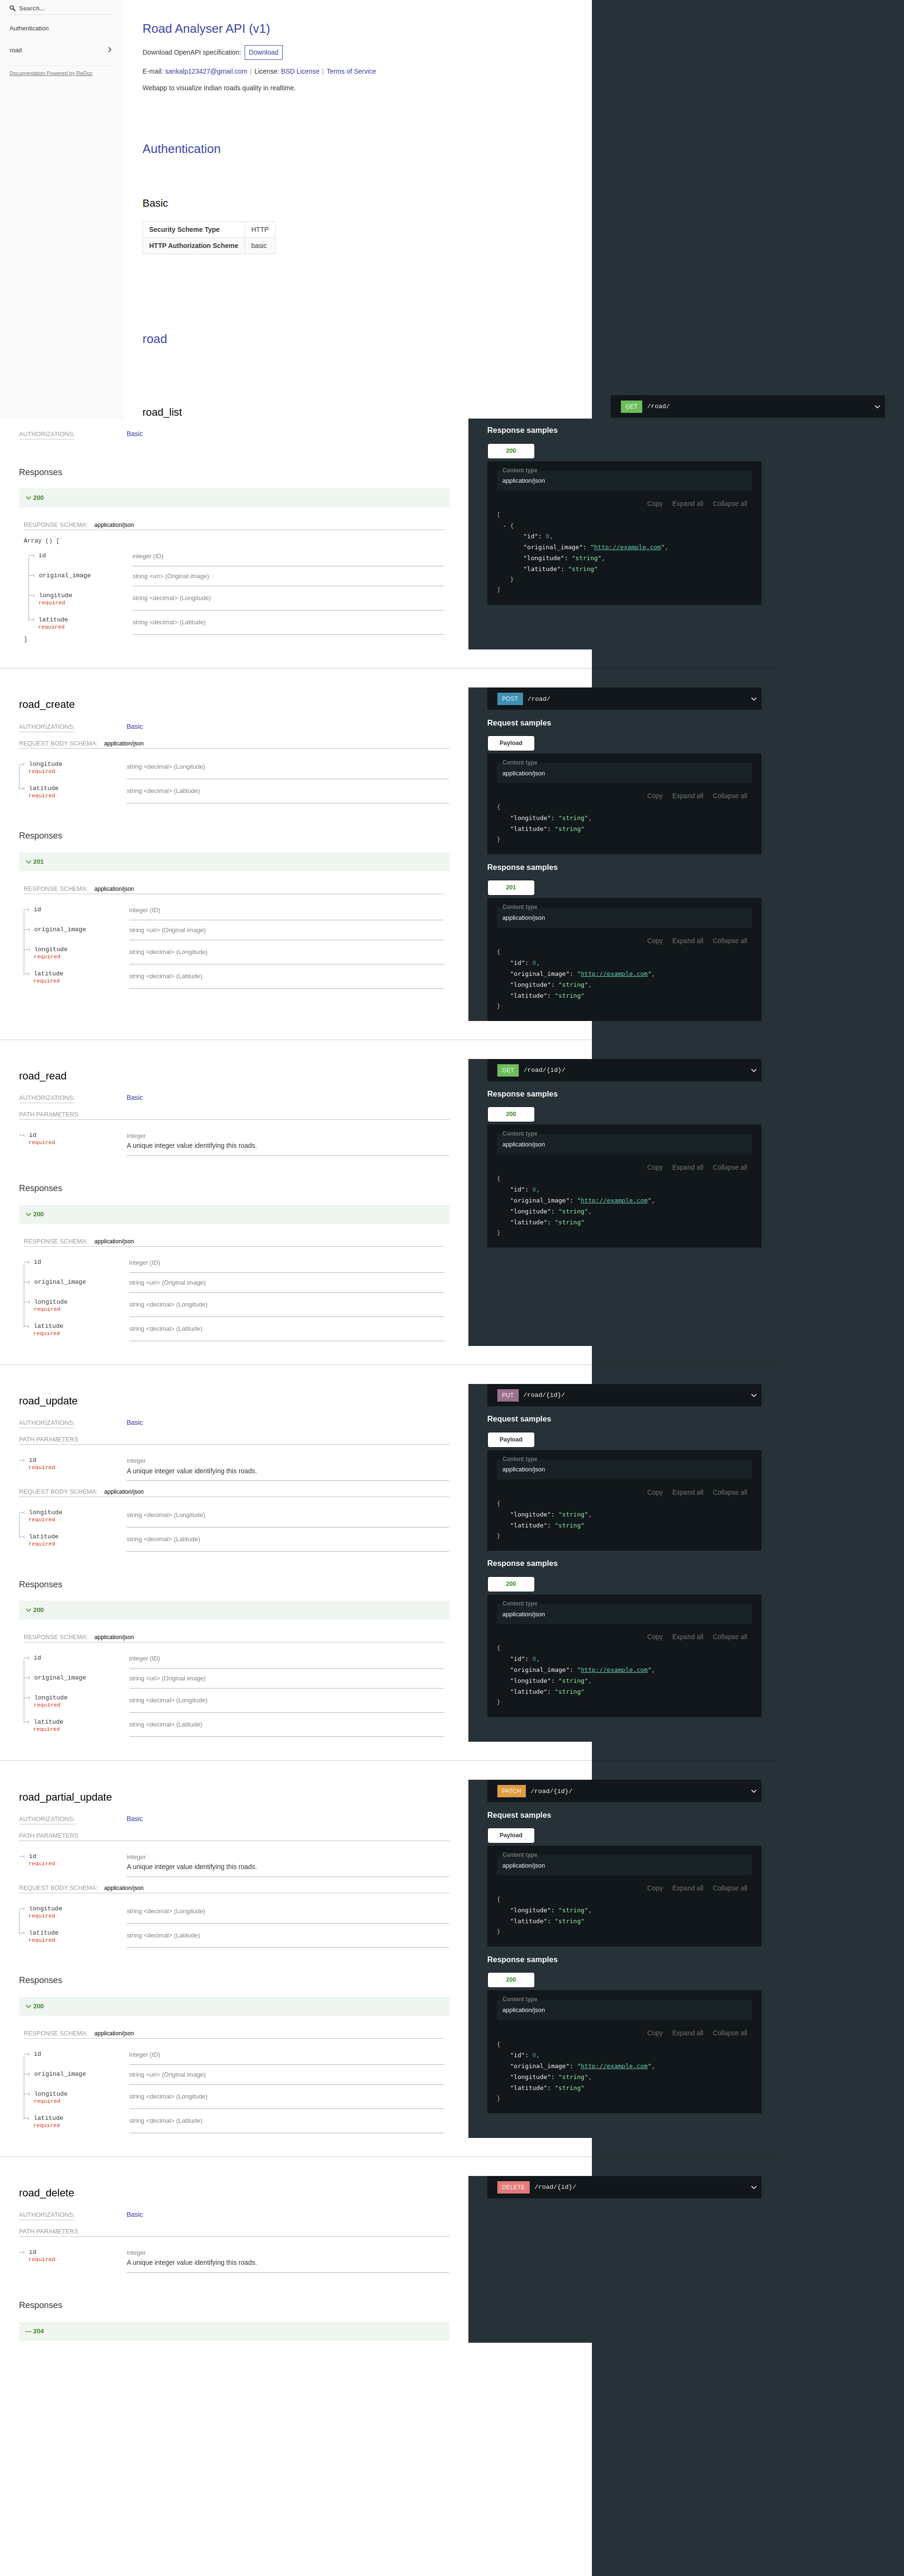 Search...
Authentication
road
Documentation Powered by ReDoc
Road Analyser API (v1)
Download OpenAPI specification: Download
E-mail: sankalp123427@gmail.com | License: BSD License | Terms of Service
Webapp to visualize Indian roads quality in realtime.
Authentication
Basic
Security Scheme Type HTTP
HTTP Authorization Scheme basic
road
road_list
GET /road/
AUTHORIZATIONS: Basic
Responses
200
RESPONSE SCHEMA: application/json
Array () [
id integer (ID)
original_image string <uri> (Original image)
longitude string <decimal> (Longitude)
required
latitude string <decimal> (Latitude)
required
]
Response samples
200
Content type
application/json
Copy Expand all Collapse all
[
- {
"id": 0,
"original_image": "http://example.com",
"longitude": "string",
"latitude": "string"
}
]
road_create
AUTHORIZATIONS: Basic
REQUEST BODY SCHEMA: application/json
longitude string <decimal> (Longitude)
required
latitude string <decimal> (Latitude)
required
Responses
201
RESPONSE SCHEMA: application/json
id integer (ID)
original_image string <uri> (Original image)
longitude string <decimal> (Longitude)
required
latitude string <decimal> (Latitude)
required
POST /road/
Request samples
Payload
Content type
application/json
Copy Expand all Collapse all
{
"longitude": "string",
"latitude": "string"
}
Response samples
201
Content type
application/json
Copy Expand all Collapse all
{
"id": 0,
"original_image": "http://example.com",
"longitude": "string",
"latitude": "string"
}
road_read
AUTHORIZATIONS: Basic
PATH PARAMETERS
id integer
required A unique integer value identifying this roads.
Responses
200
RESPONSE SCHEMA: application/json
id integer (ID)
original_image string <uri> (Original image)
longitude string <decimal> (Longitude)
required
latitude string <decimal> (Latitude)
required
GET /road/{id}/
Response samples
200
Content type
application/json
Copy Expand all Collapse all
{
"id": 0,
"original_image": "http://example.com",
"longitude": "string",
"latitude": "string"
}
road_update
AUTHORIZATIONS: Basic
PATH PARAMETERS
id integer
required A unique integer value identifying this roads.
REQUEST BODY SCHEMA: application/json
longitude string <decimal> (Longitude)
required
latitude string <decimal> (Latitude)
required
Responses
200
RESPONSE SCHEMA: application/json
id integer (ID)
original_image string <uri> (Original image)
longitude string <decimal> (Longitude)
required
latitude string <decimal> (Latitude)
required
PUT /road/{id}/
Request samples
Payload
Content type
application/json
Copy Expand all Collapse all
{
"longitude": "string",
"latitude": "string"
}
Response samples
200
Content type
application/json
Copy Expand all Collapse all
{
"id": 0,
"original_image": "http://example.com",
"longitude": "string",
"latitude": "string"
}
road_partial_update
AUTHORIZATIONS: Basic
PATH PARAMETERS
id integer
required A unique integer value identifying this roads.
REQUEST BODY SCHEMA: application/json
longitude string <decimal> (Longitude)
required
latitude string <decimal> (Latitude)
required
Responses
200
RESPONSE SCHEMA: application/json
id integer (ID)
original_image string <uri> (Original image)
longitude string <decimal> (Longitude)
required
latitude string <decimal> (Latitude)
required
PATCH /road/{id}/
Request samples
Payload
Content type
application/json
Copy Expand all Collapse all
{
"longitude": "string",
"latitude": "string"
}
Response samples
200
Content type
application/json
Copy Expand all Collapse all
{
"id": 0,
"original_image": "http://example.com",
"longitude": "string",
"latitude": "string"
}
road_delete
AUTHORIZATIONS: Basic
PATH PARAMETERS
id integer
required A unique integer value identifying this roads.
Responses
— 204
DELETE /road/{id}/